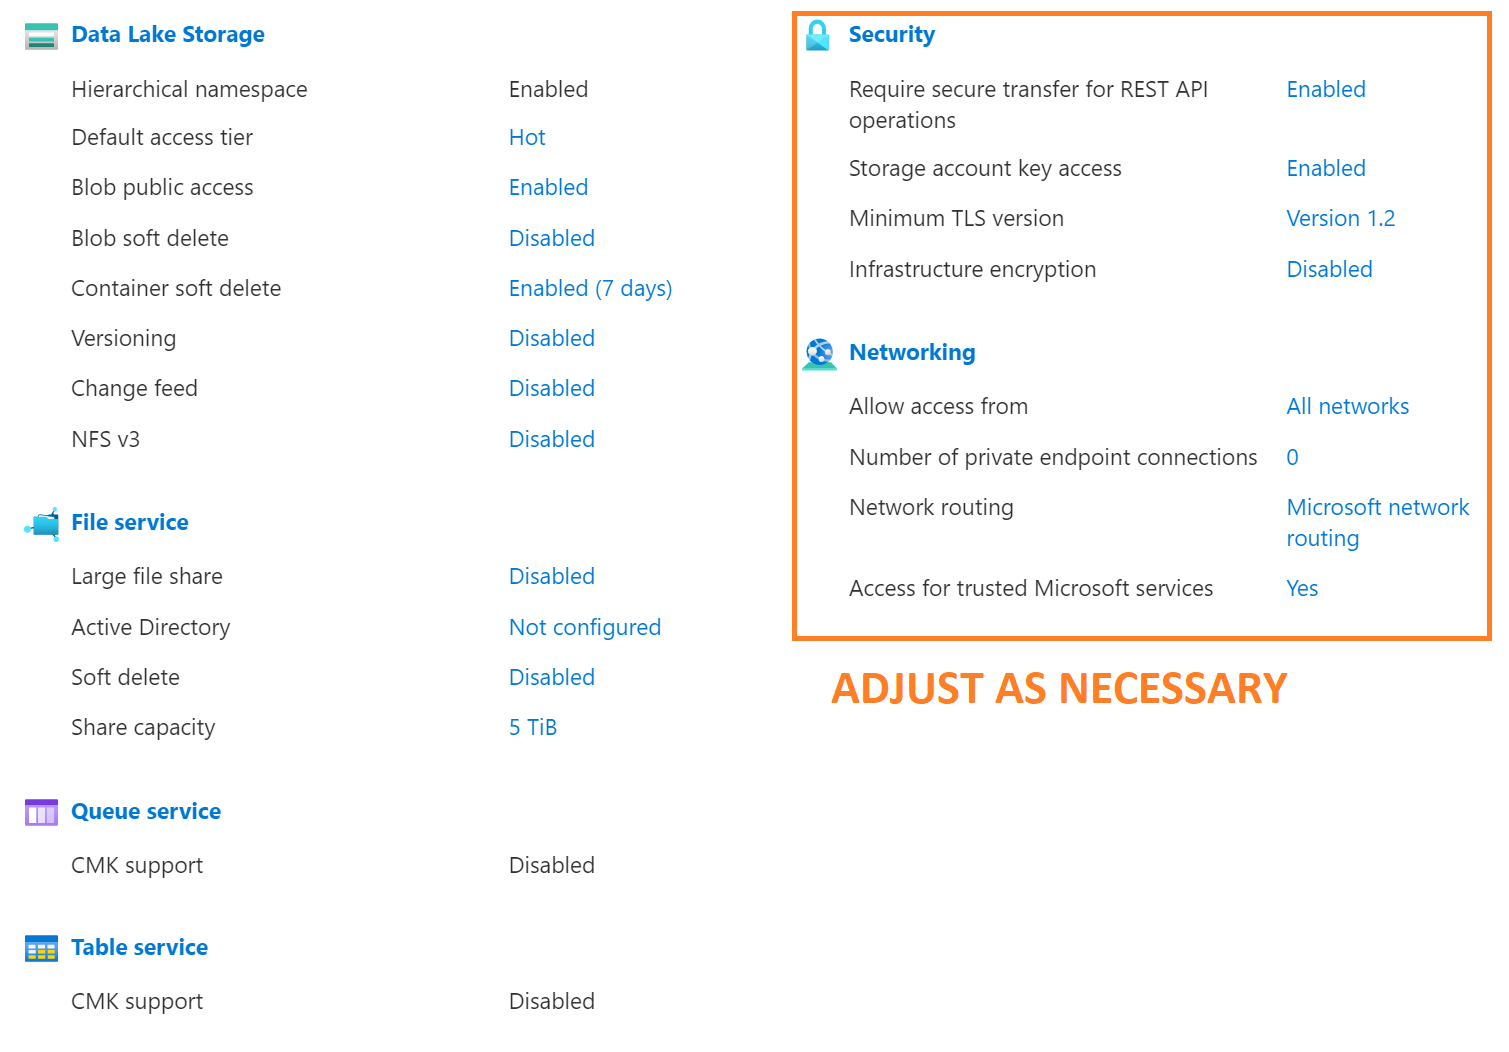 Data Lake Storage
Hierarchical namespace Enabled
Default access tier Hot
Blob public access Enabled
Blob soft delete Disabled
Container soft delete Enabled (7 days)
Versioning Disabled
Change feed Disabled
NFS v3 Disabled
File service
Large file share Disabled
Active Directory Not configured
Soft delete Disabled
Share capacity 5 TiB
Queue service
CMK support Disabled
Table service
CMK support Disabled
Security
Require secure transfer for REST API Enabled
operations
Storage account key access Enabled
Minimum TLS version Version 1.2
Infrastructure encryption Disabled
Networking
Allow access from All networks
Number of private endpoint connections 0
Network routing Microsoft network
routing
Access for trusted Microsoft services Yes
ADJUST AS NECESSARY